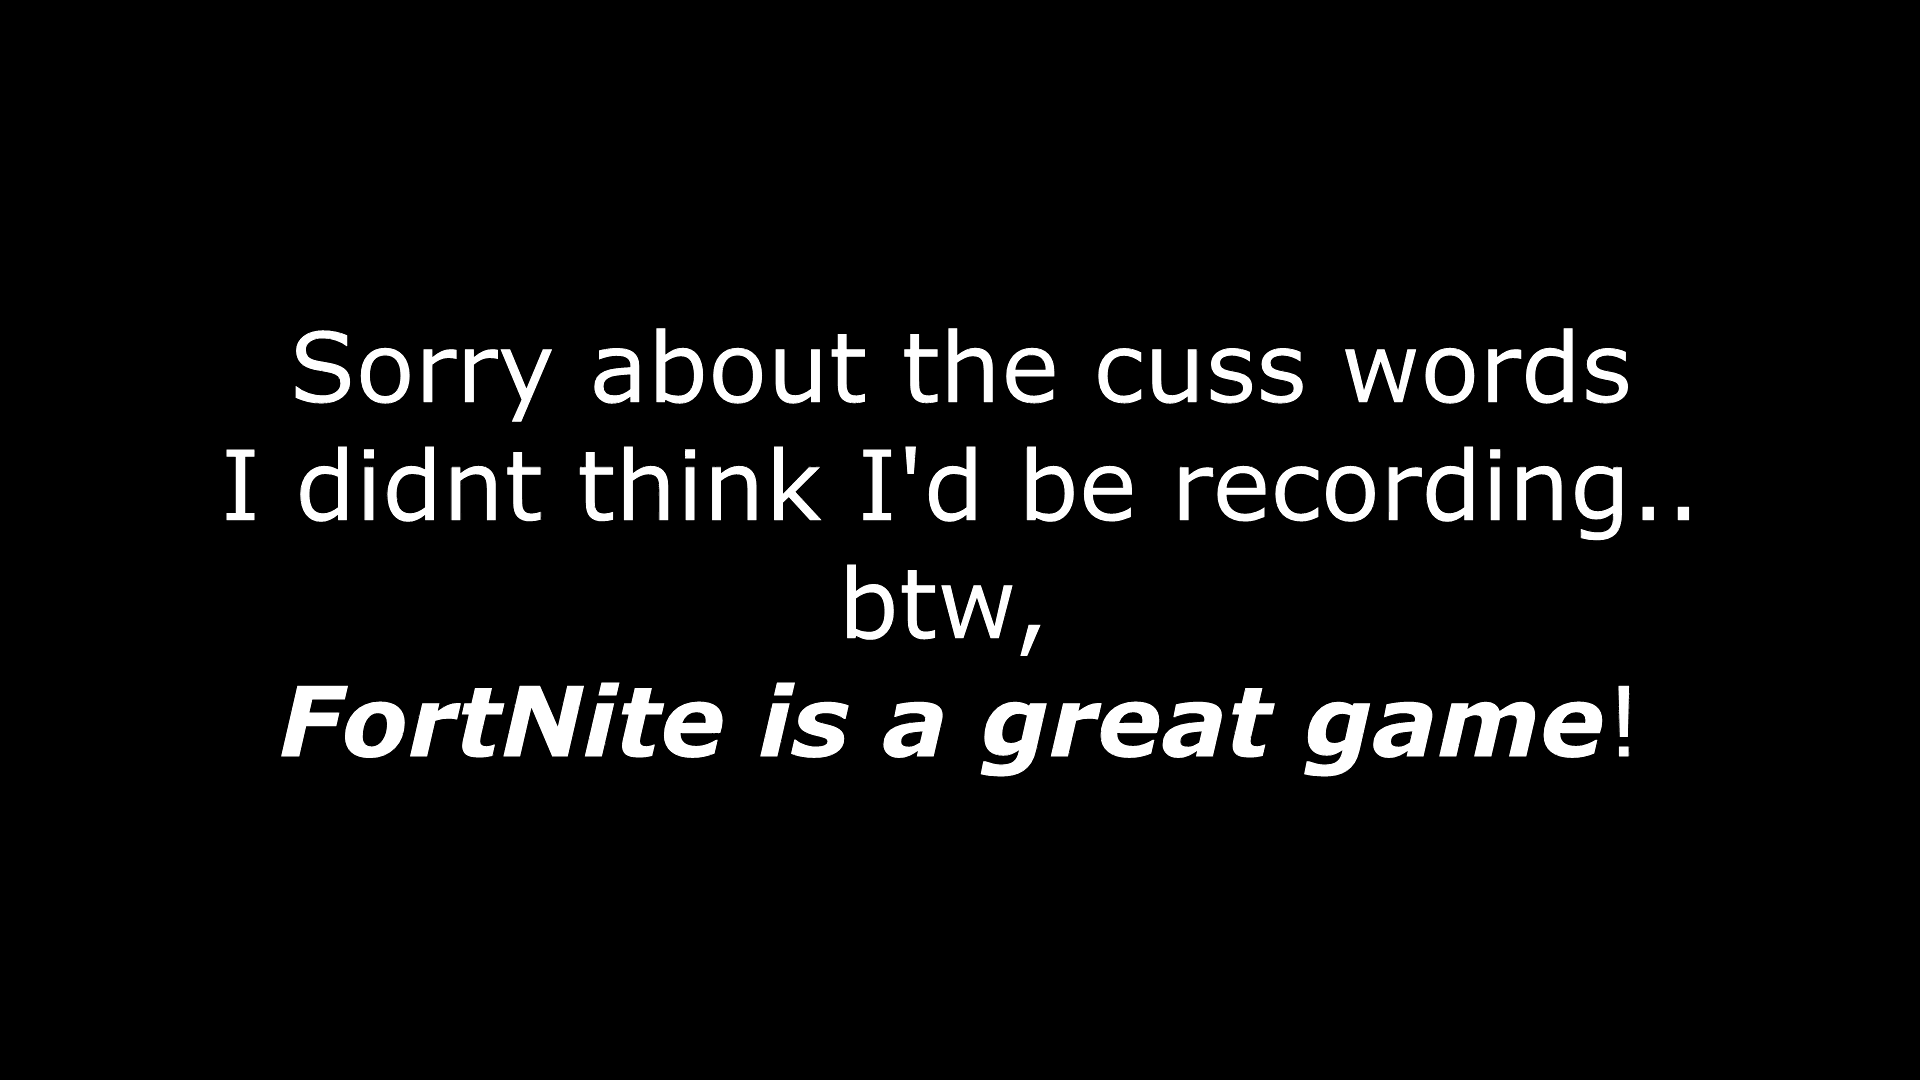 Sorry about the cuss words
I didnt think I'd be recording..
btw,
FortNite is a great game!